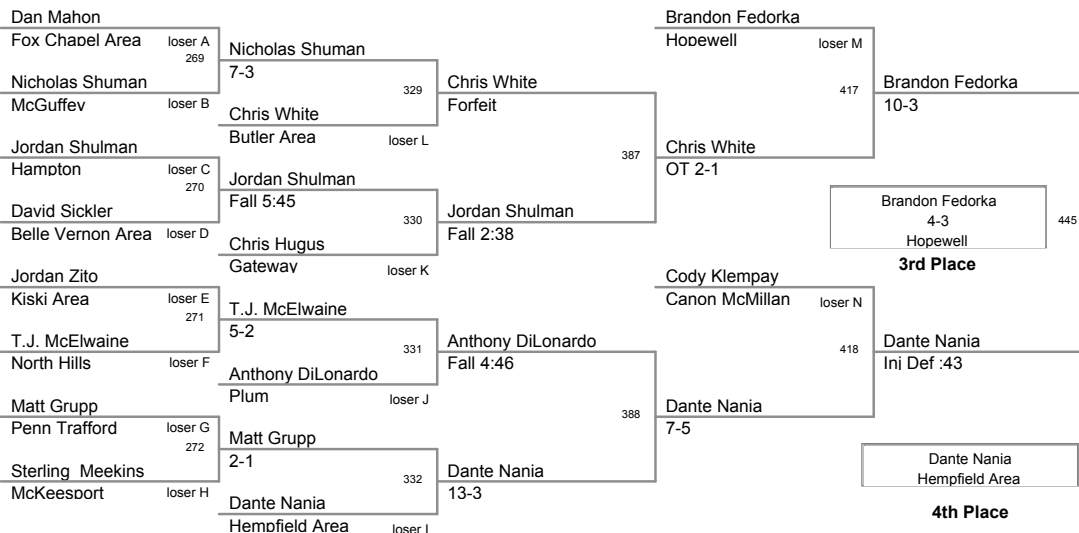 Dan Mahon
Fox Chapel Area loser A
269
Nicholas Shuman
McGuffey loser B
Jordan Shulman
Hampton loser C
270
David Sickler
Belle Vernon Area loser D
Jordan Zito
Kiski Area loser E
271
T.J. McElwaine
North Hills loser F
Matt Grupp
Penn Trafford loser G
272
Sterling Meekins
McKeesport loser H
Nicholas Shuman
7-3
329
Chris White
Butler Area loser L
Jordan Shulman
Fall 5:45
330
Chris Hugus
Gateway loser K
T.J. McElwaine
5-2
331
Anthony DiLonardo
Plum loser J
Matt Grupp
2-1
332
Dante Nania
Hempfield Area loser I
Chris White
Forfeit
387
Jordan Shulman
Fall 2:38
Anthony DiLonardo
Fall 4:46
388
Dante Nania
13-3
Brandon Fedorka
Hopewell loser M
417
Chris White
OT 2-1
Cody Klempay
Canon McMillan loser N
418
Dante Nania
7-5
Brandon Fedorka
10-3
Brandon Fedorka
4-3
Hopewell
445
3rd Place
Dante Nania
Inj Def :43
Dante Nania
Hempfield Area
4th Place